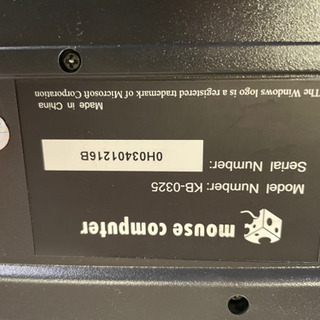 mouse computer
Model Number: KB-0325
Serial Number:
0H03401216B
Made in China
The Windows logo is a registered trademark of Microsoft Corporation